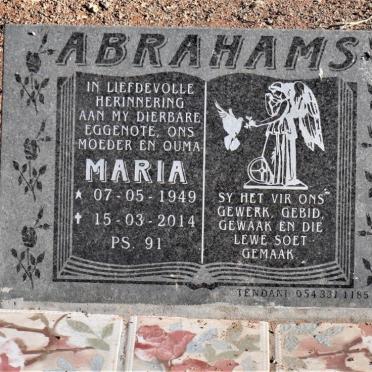 ABRAHAMS
IN LIEFDEVOLLE
HERINNERING
AAN MY DIERBARE
EGGENOTE, ONS
MOEDER EN OUMA
MARIA
★ 07-05-1949
✝ 15-03-2014
PS. 91
SY HET VIR ONS
GEWERK, GEBID,
GEWAAK EN DIE
LEWE SOET
GEMAAK
TENDANI 054 331 1185